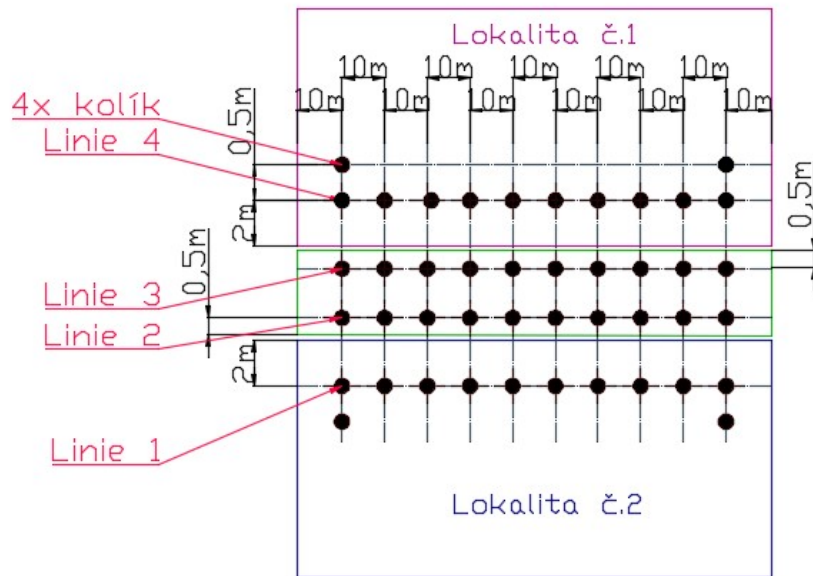 Lokalita č.1
10m 10m 10m 10m 10m
10m 10m 10m 10m 10m 10m
4x kolík
0,5m
Linie 4
2m
0,5m
Linie 3
0,5m
Linie 2
2m
Linie 1
Lokalita č.2